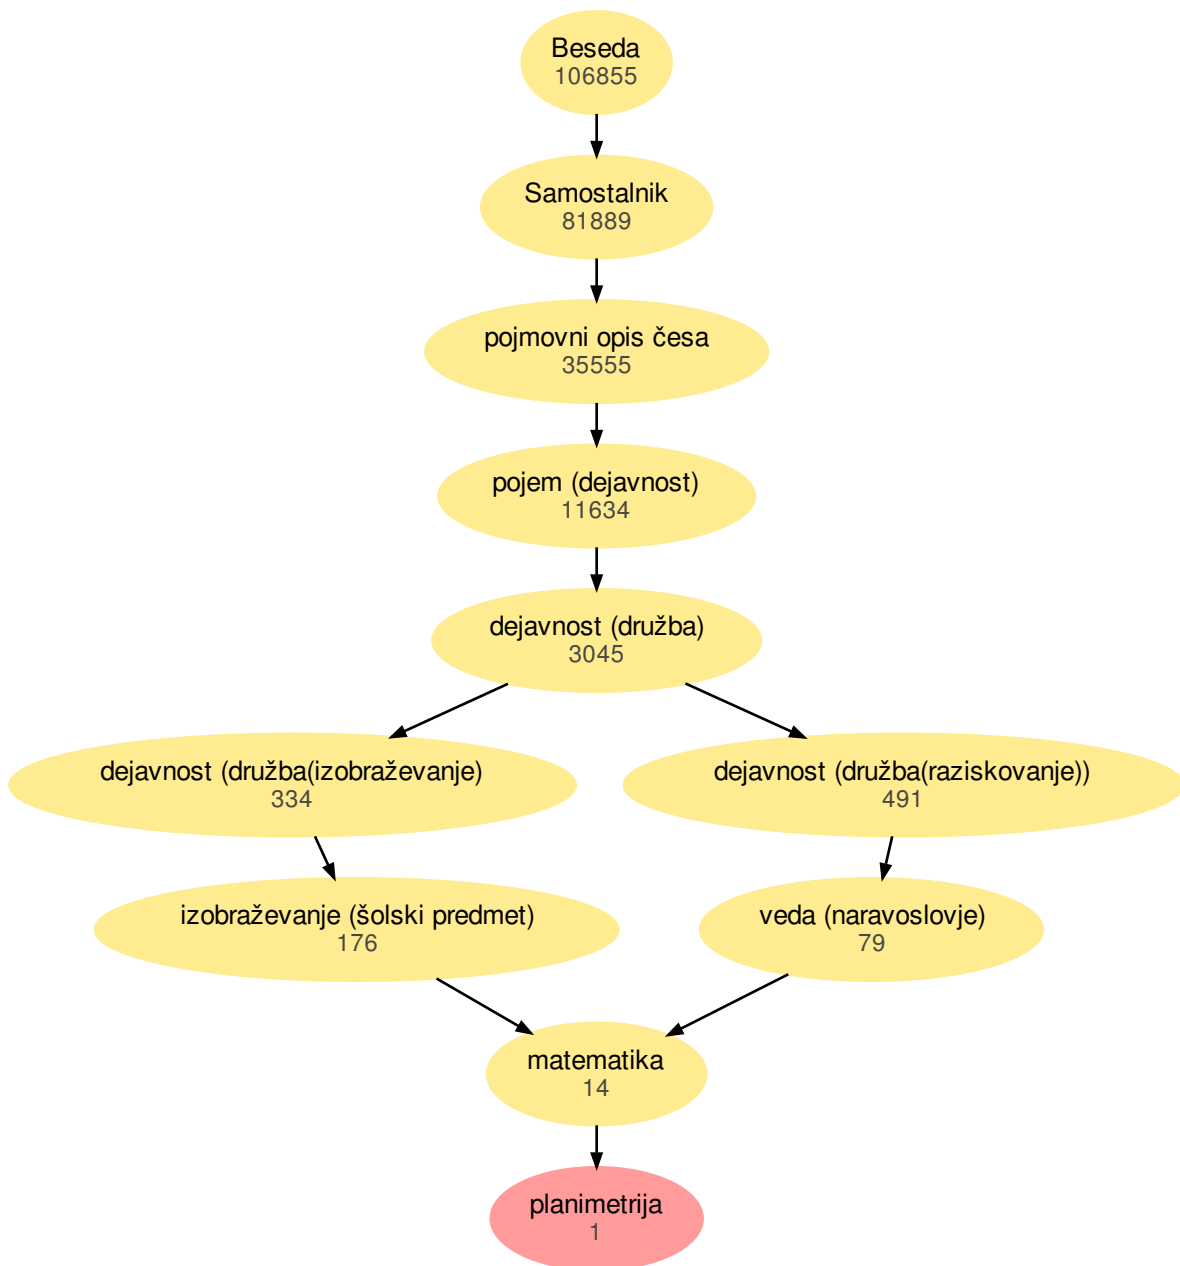 Beseda
106855
Samostalnik
81889
pojmovni opis česa
35555
pojem (dejavnost)
11634
dejavnost (družba)
3045
dejavnost (družba(izobraževanje)
334
dejavnost (družba(raziskovanje))
491
izobraževanje (šolski predmet)
176
veda (naravoslovje)
79
matematika
14
planimetrija
1